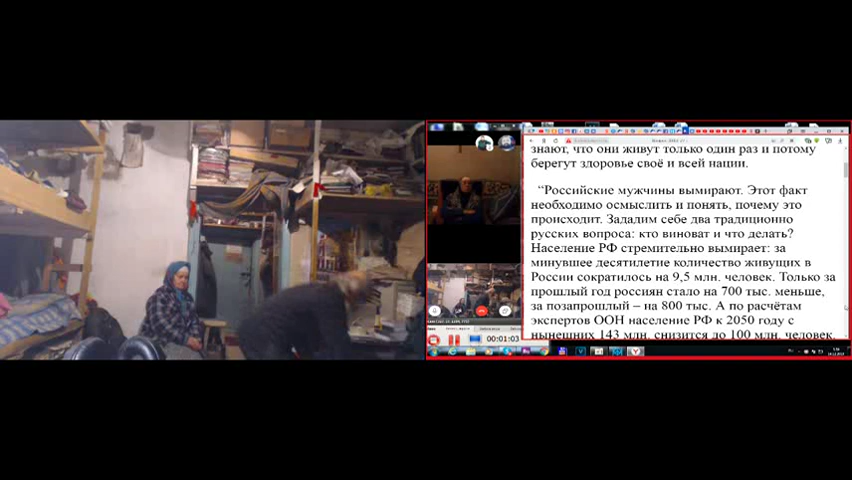 знают, что они живут только один раз и потому
берегут здоровье своё и всей нации.
“Российские мужчины вымирают. Этот факт
необходимо осмыслить и понять, почему это
происходит. Зададим себе два традиционно
русских вопроса: кто виноват и что делать?
Население РФ стремительно вымирает: за
минувшее десятилетие количество живущих в
России сократилось на 9,5 млн. человек. Только за
прошлый год россиян стало на 700 тыс. меньше,
за позапрошлый – на 800 тыс. А по расчётам
экспертов ООН население РФ к 2050 году с
нынешних 143 млн. снизится до 100 млн. человек
00:01:03